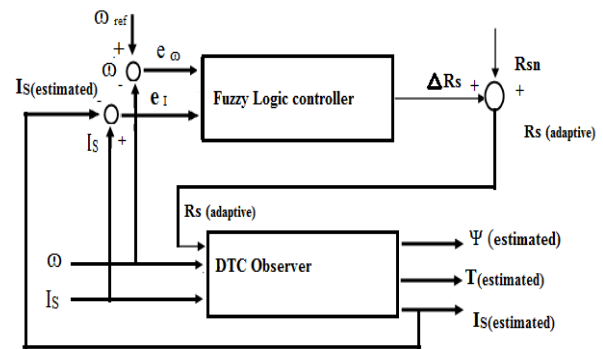 ω ref
+
e ω
ω
-
Is(estimated)
-
e I
Is
+
Fuzzy Logic controller
ΔRs
+
Rsn
+
Rs (adaptive)
Rs (adaptive)
ω
Is
DTC Observer
Ψ (estimated)
T(estimated)
Is(estimated)